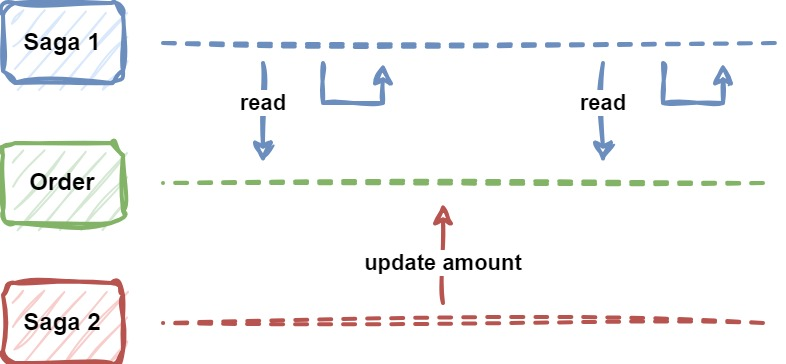 Saga 1
read
read
Order
update amount
Saga 2